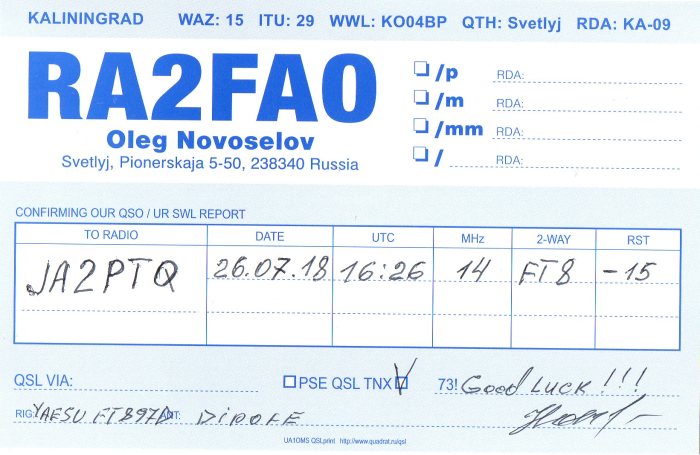 KALININGRAD WAZ: 15 ITU: 29 WWL: KO04BP QTH: Svetlyj RDA: KA-09
RA2FAO
Oleg Novoselov
Svetlyj, Pionerskaja 5-50, 238340 Russia
/p RDA:
/m RDA:
/mm RDA:
/ RDA:
CONFIRMING OUR QSO / UR SWL REPORT
TO RADIO DATE UTC MHz 2-WAY RST
JA2PTQ 26.07.18 16:26 14 FT8 -15
QSL VIA: PSE QSL TNX 73! Good LUCK!!!
RIG: YAESU FT897D ANT: DIPOLE
UA1OMS QSLprint http://www.quadrat.ru/qsl